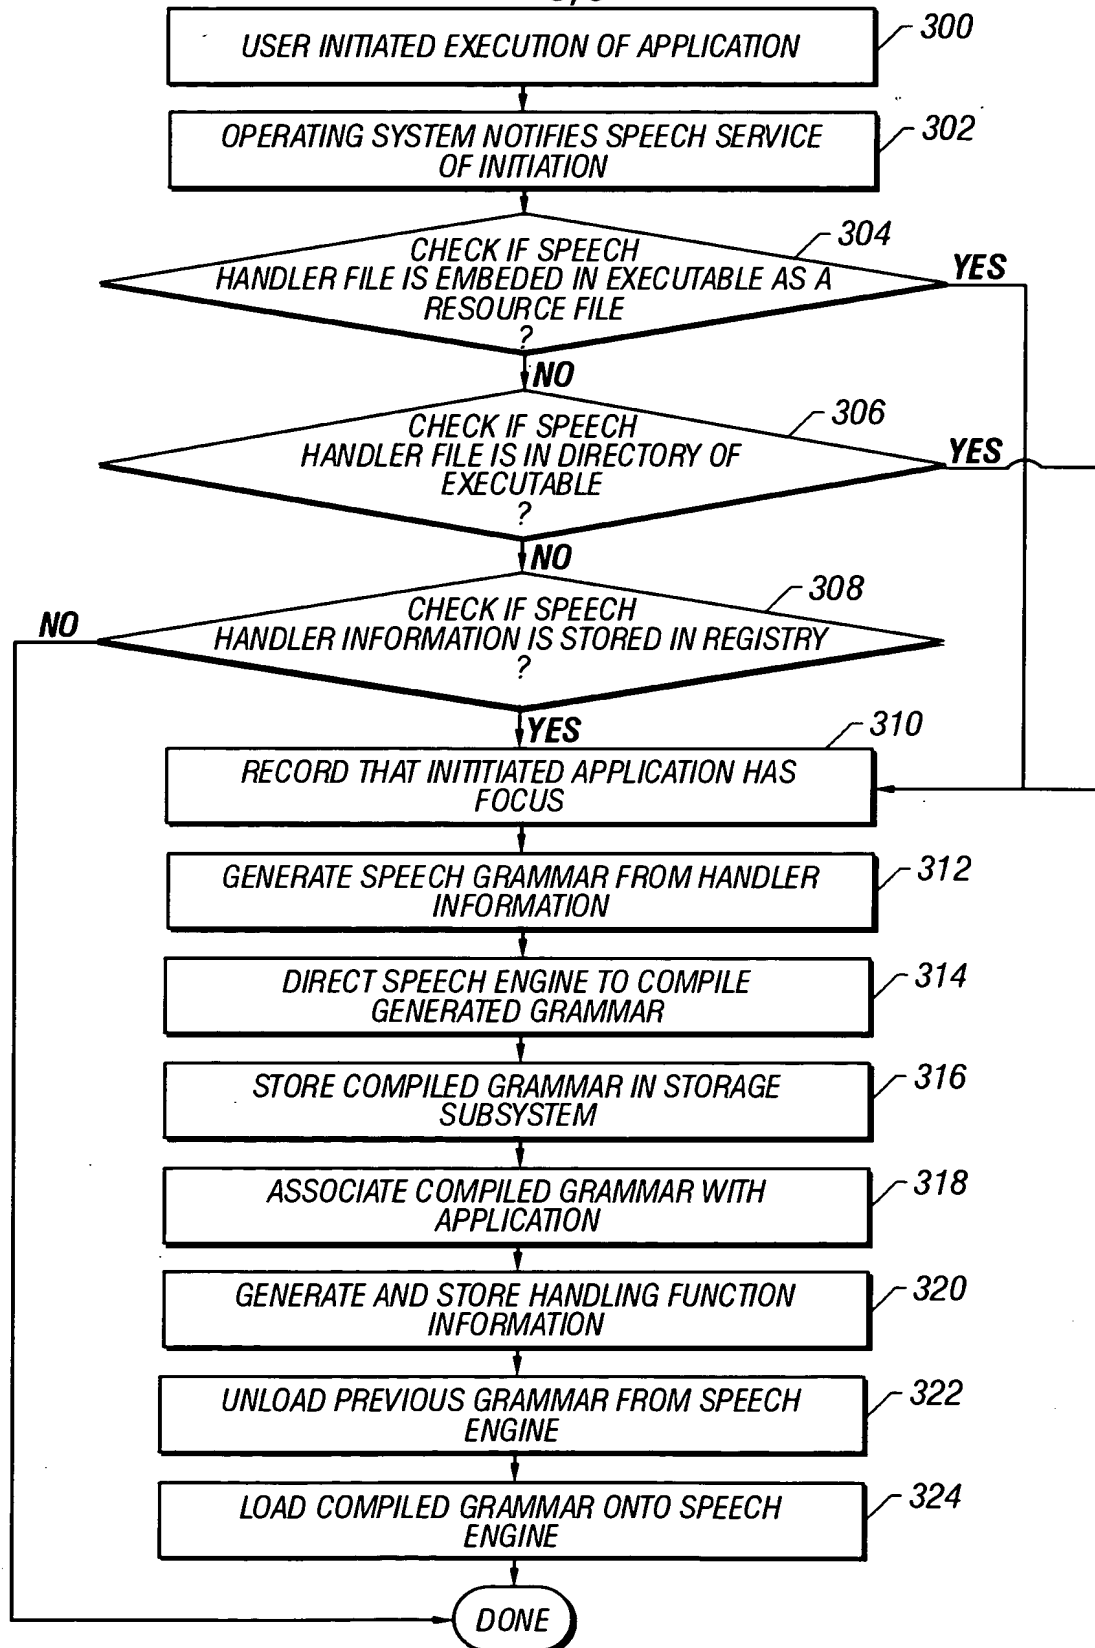 USER INITIATED EXECUTION OF APPLICATION
300
OPERATING SYSTEM NOTIFIES SPEECH SERVICE
OF INITIATION
302
CHECK IF SPEECH
HANDLER FILE IS EMBEDED IN EXECUTABLE AS A
RESOURCE FILE
?
304
YES
NO
CHECK IF SPEECH
HANDLER FILE IS IN DIRECTORY OF
EXECUTABLE
?
306
YES
NO
CHECK IF SPEECH
HANDLER INFORMATION IS STORED IN REGISTRY
?
308
NO
YES
RECORD THAT INITITIATED APPLICATION HAS
FOCUS
310
GENERATE SPEECH GRAMMAR FROM HANDLER
INFORMATION
312
DIRECT SPEECH ENGINE TO COMPILE
GENERATED GRAMMAR
314
STORE COMPILED GRAMMAR IN STORAGE
SUBSYSTEM
316
ASSOCIATE COMPILED GRAMMAR WITH
APPLICATION
318
GENERATE AND STORE HANDLING FUNCTION
INFORMATION
320
UNLOAD PREVIOUS GRAMMAR FROM SPEECH
ENGINE
322
LOAD COMPILED GRAMMAR ONTO SPEECH
ENGINE
324
DONE